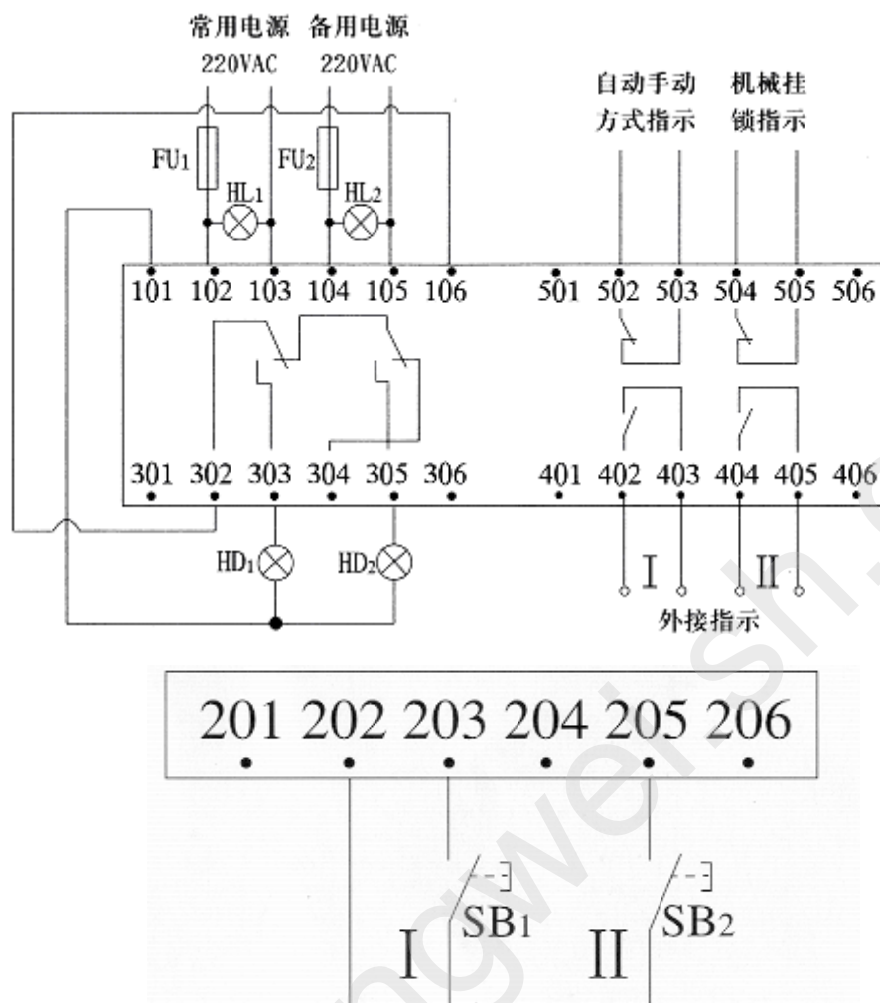 常用电源 备用电源
220VAC 220VAC
自动手动 机械挂
方式指示 锁指示
FU1 FU2
HL1 HL2
101 102 103 104 105 106 501 502 503 504 505 506
301 302 303 304 305 306 401 402 403 404 405 406
HD1 HD2 I II
外接指示
201 202 203 204 205 206
SB1 SB2
I II